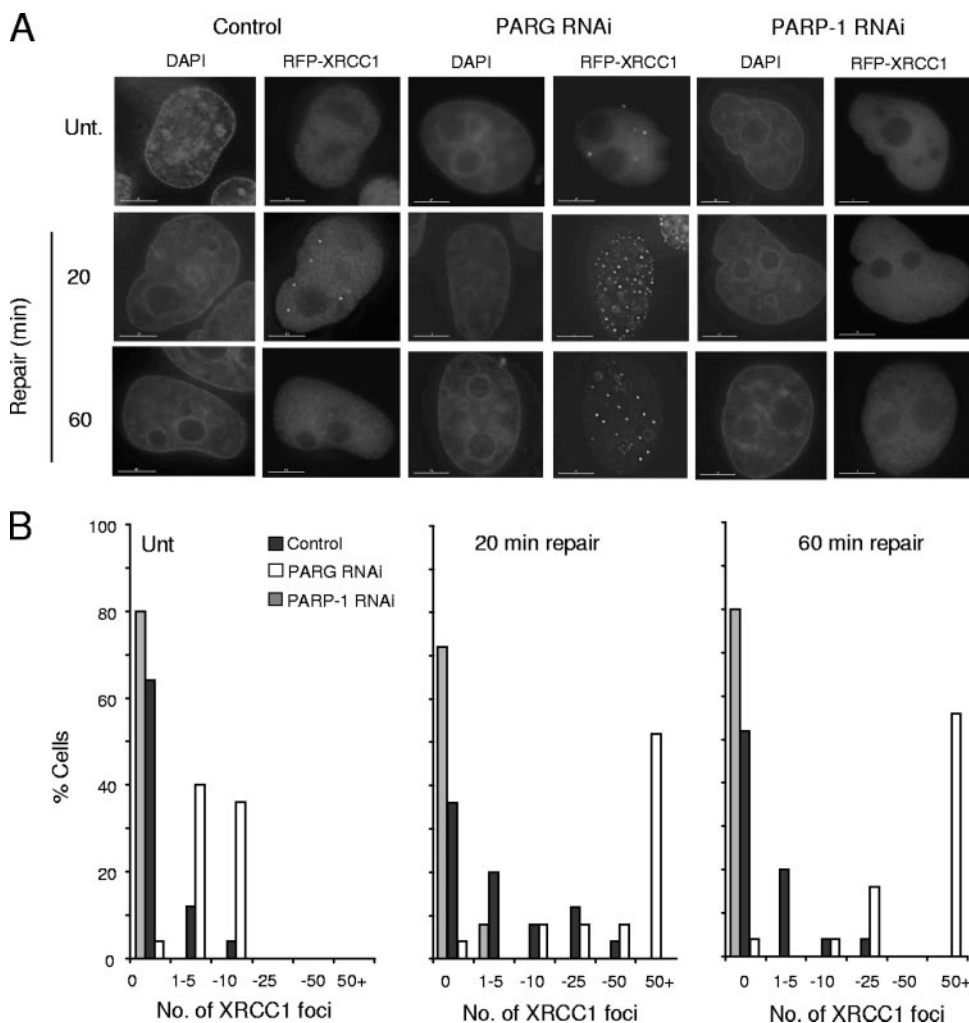 A
Control PARG RNAi PARP-1 RNAi
DAPI RFP-XRCC1 DAPI RFP-XRCC1 DAPI RFP-XRCC1
Unt.
20
60
Repair (min)
B
Unt
Control
PARG RNAi
PARP-1 RNAi
20 min repair
60 min repair
100
80
60
40
20
0
% Cells
0 1-5 -10 -25 -50 50+
0 1-5 -10 -25 -50 50+
0 1-5 -10 -25 -50 50+
No. of XRCC1 foci No. of XRCC1 foci No. of XRCC1 foci